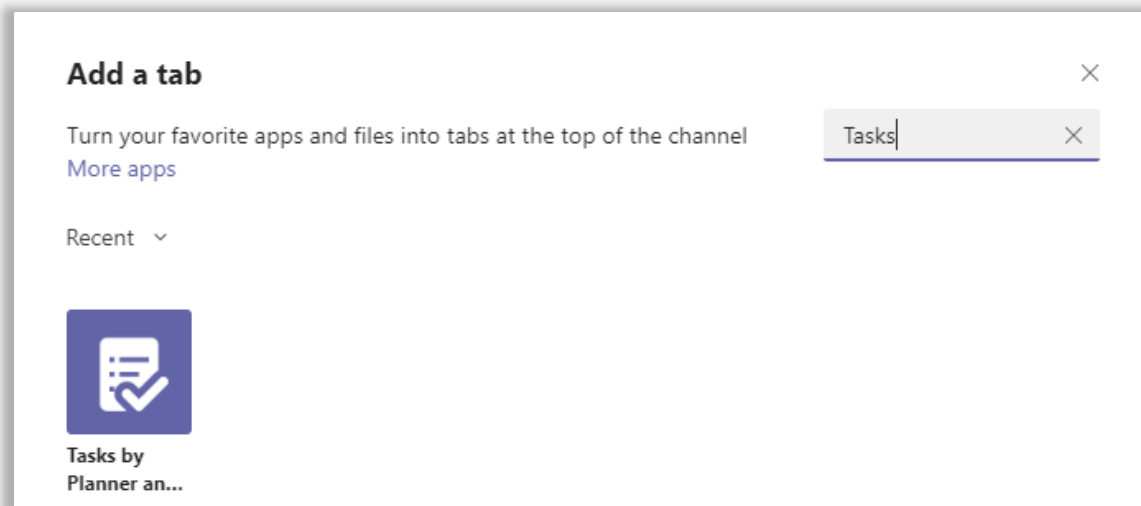 Add a tab
Turn your favorite apps and files into tabs at the top of the channel
Tasks
More apps
Recent
Tasks by
Planner an...